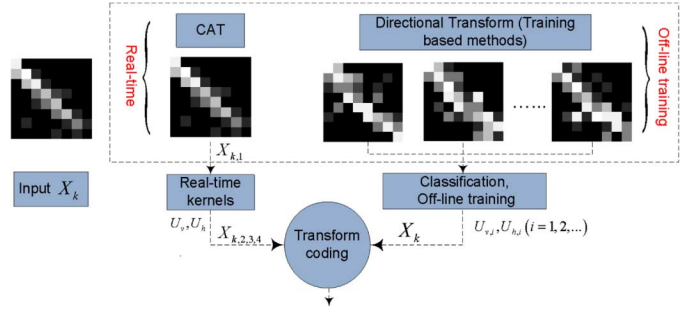 CAT
Directional Transform (Training
based methods)
Real-time
Off-line training
......
X_{k,1}
Input X_k
Real-time
kernels
Classification,
Off-line training
U_v,U_h
X_{k,2,3,4}
Transform
coding
X_k
U_{v,i},U_{h,i}(i=1,2,...)